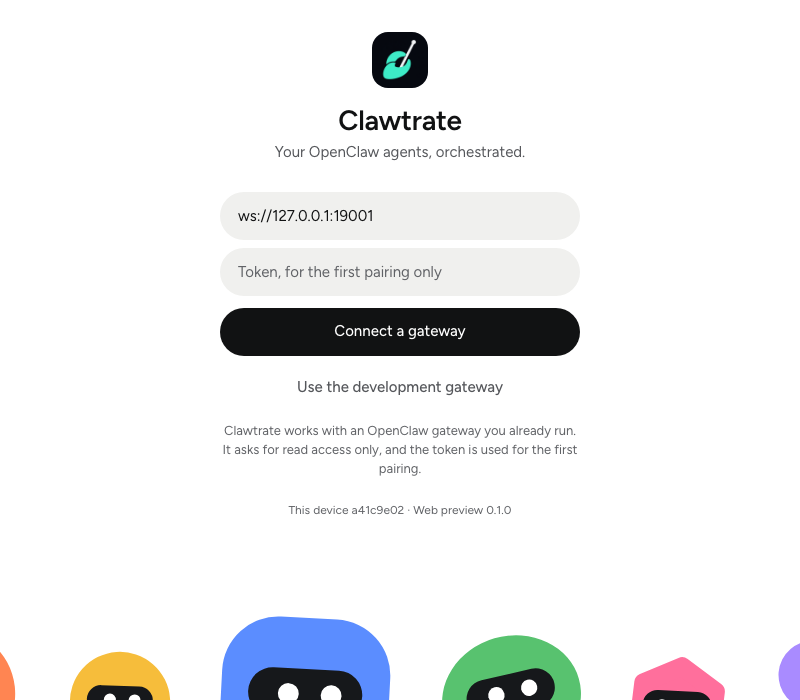 Clawtrate
Your OpenClaw agents, orchestrated.
ws://127.0.0.1:19001
Token, for the first pairing only
Connect a gateway
Use the development gateway
Clawtrate works with an OpenClaw gateway you already run.
It asks for read access only, and the token is used for the first
pairing.
This device a41c9e02 · Web preview 0.1.0